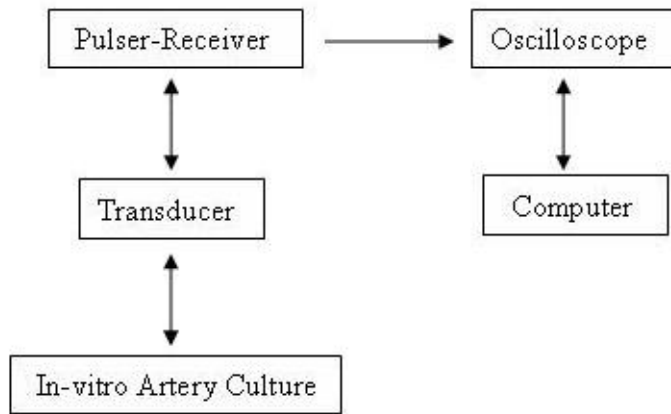 Pulser-Receiver
Oscilloscope
Transducer
Computer
In-vitro Artery Culture